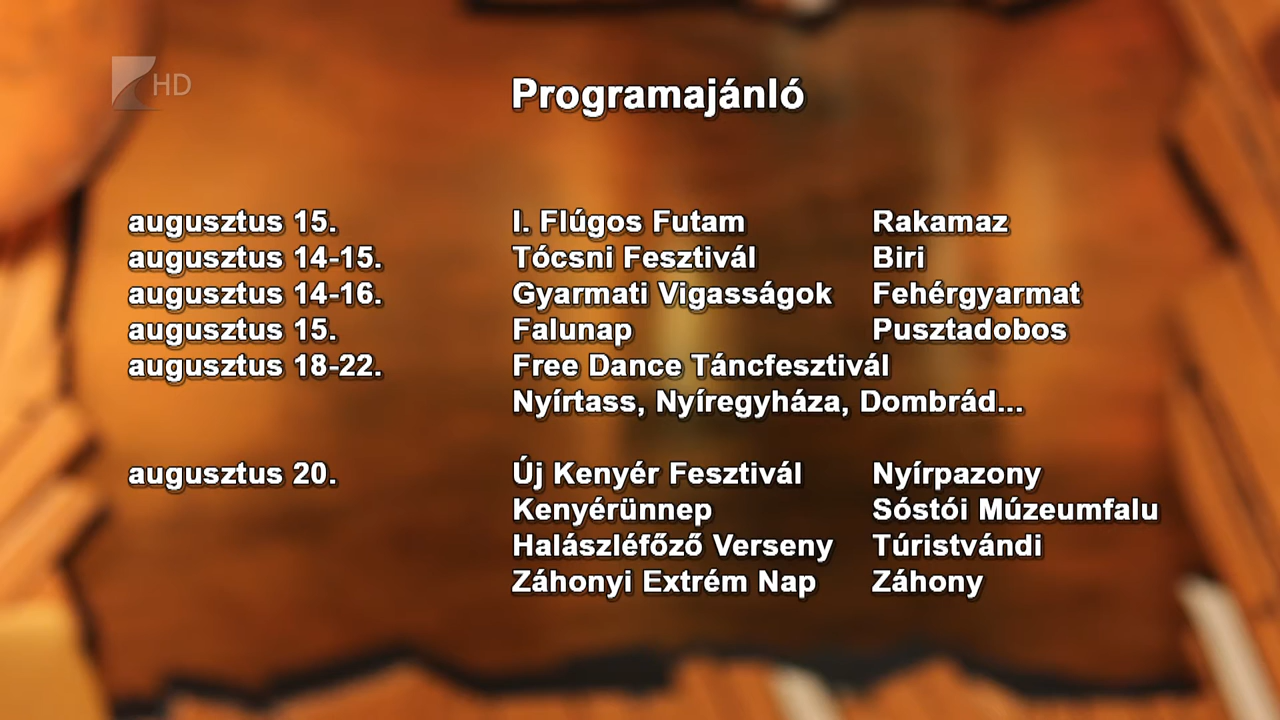 HD
Programajánló
augusztus 15. I. Flúgos Futam Rakamaz
augusztus 14-15. Tócsni Fesztivál Biri
augusztus 14-16. Gyarmati Vigasságok Fehérgyarmat
augusztus 15. Falunap Pusztadobos
augusztus 18-22. Free Dance Táncfesztivál
Nyírtass, Nyíregyháza, Dombrád...
augusztus 20. Új Kenyér Fesztivál Nyírpazony
Kenyérünnep Sóstói Múzeumfalu
Halászléfőző Verseny Túristvándi
Záhonyi Extrém Nap Záhony